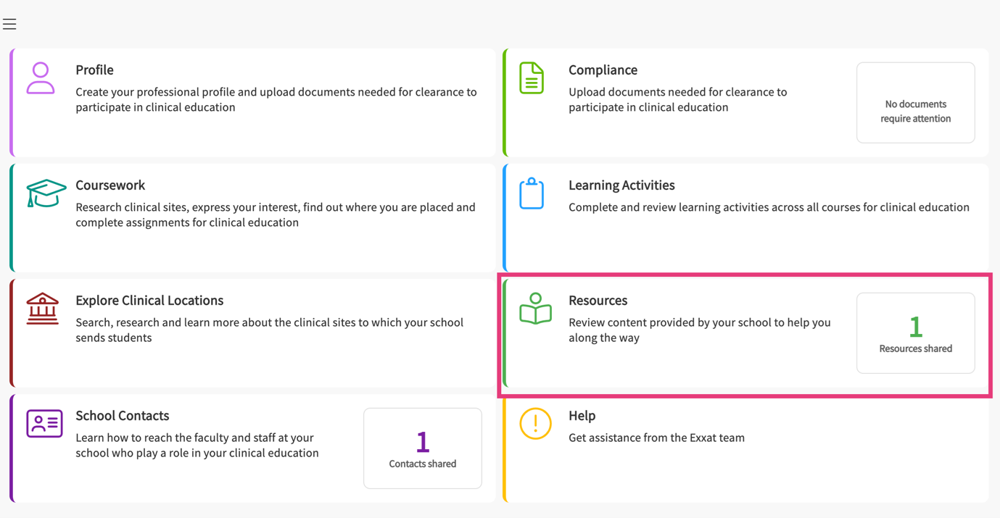 Profile
Create your professional profile and upload documents needed for clearance to
participate in clinical education
Compliance
Upload documents needed for clearance to
participate in clinical education
No documents
require attention
Coursework
Research clinical sites, express your interest, find out where you are placed and
complete assignments for clinical education
Learning Activities
Complete and review learning activities across all courses for clinical education
Explore Clinical Locations
Search, research and learn more about the clinical sites to which your school
sends students
Resources
Review content provided by your school to help you
along the way
1
Resources shared
School Contacts
Learn how to reach the faculty and staff at your
school who play a role in your clinical education
1
Contacts shared
Help
Get assistance from the Exxat team